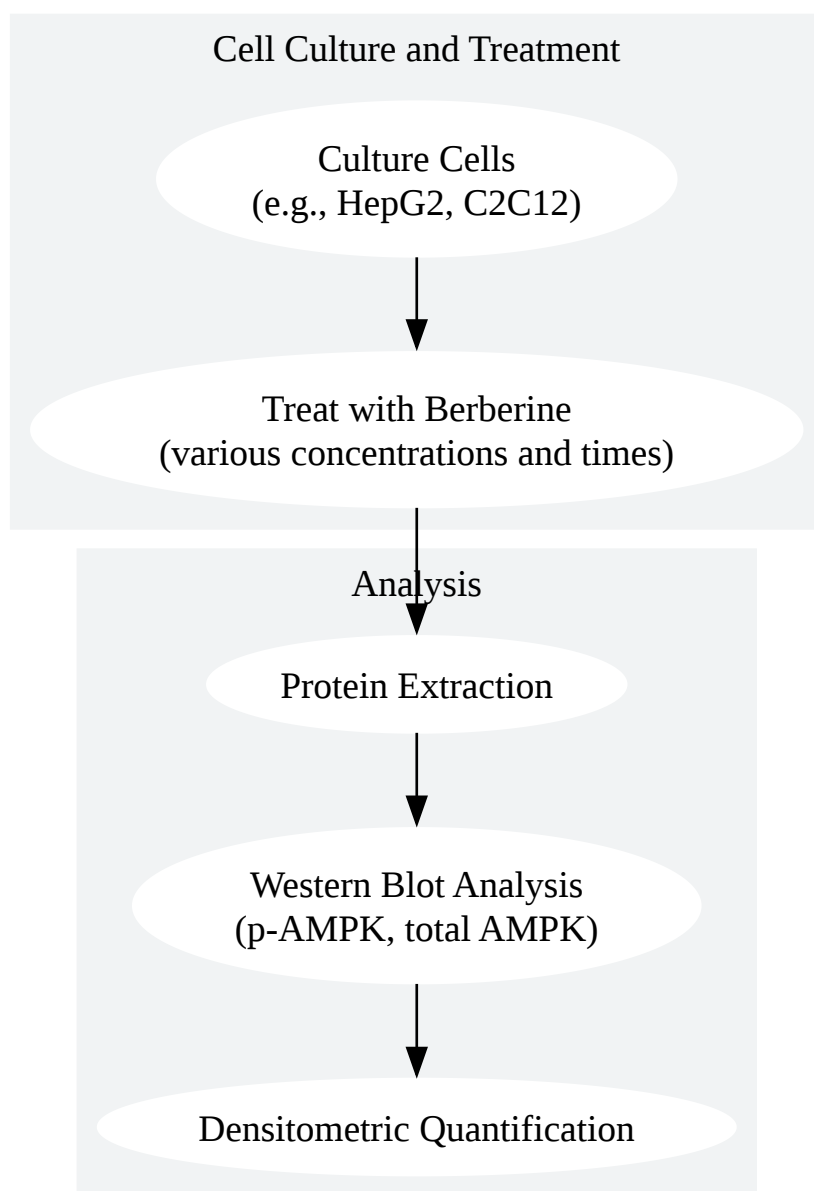 Cell Culture and Treatment
Culture Cells
(e.g., HepG2, C2C12)
Treat with Berberine
(various concentrations and times)
Analysis
Protein Extraction
Western Blot Analysis
(p-AMPK, total AMPK)
Densitometric Quantification